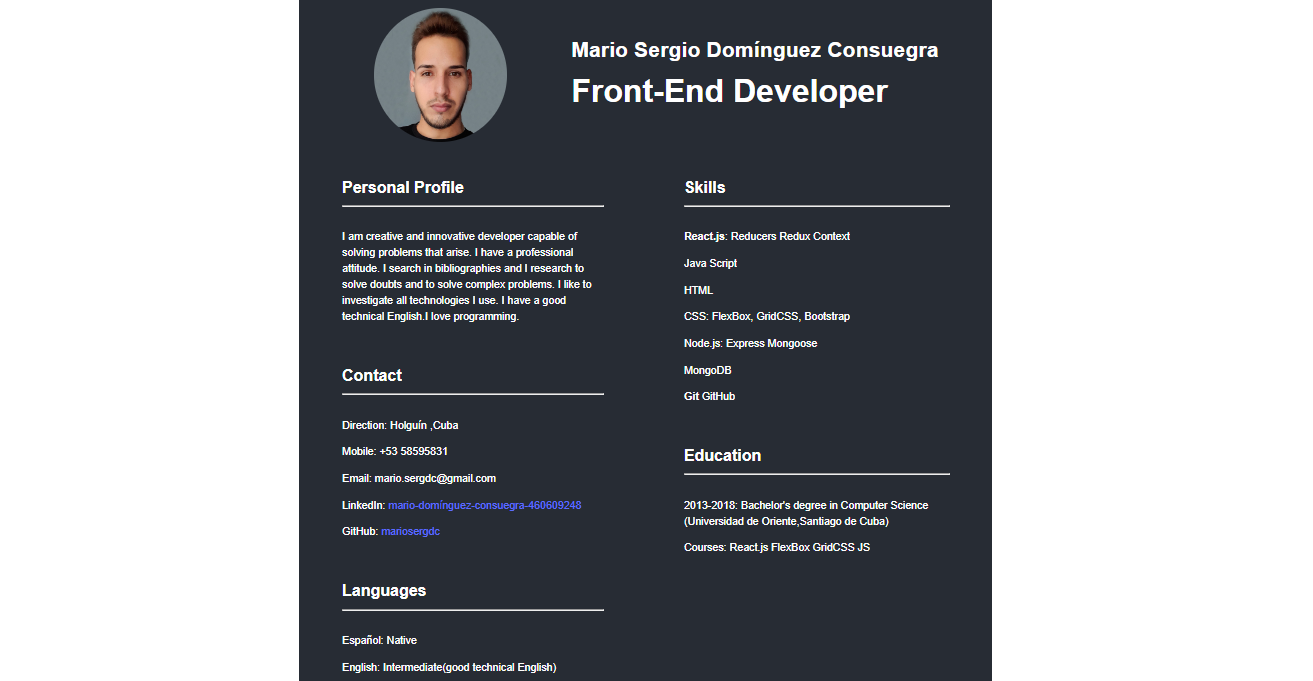 Mario Sergio Domínguez Consuegra
Front-End Developer
Personal Profile
I am creative and innovative developer capable of
solving problems that arise. I have a professional
attitude. I search in bibliographies and I research to
solve doubts and to solve complex problems. I like to
investigate all technologies I use. I have a good
technical English.I love programming.
Contact
Direction: Holguín ,Cuba
Mobile: +53 58595831
Email: mario.sergdc@gmail.com
LinkedIn: mario-domínguez-consuegra-460609248
GitHub: mariosergdc
Languages
Español: Native
English: Intermediate(good technical English)
Skills
React.js: Reducers Redux Context
Java Script
HTML
CSS: FlexBox, GridCSS, Bootstrap
Node.js: Express Mongoose
MongoDB
Git GitHub
Education
2013-2018: Bachelor's degree in Computer Science
(Universidad de Oriente,Santiago de Cuba)
Courses: React.js FlexBox GridCSS JS